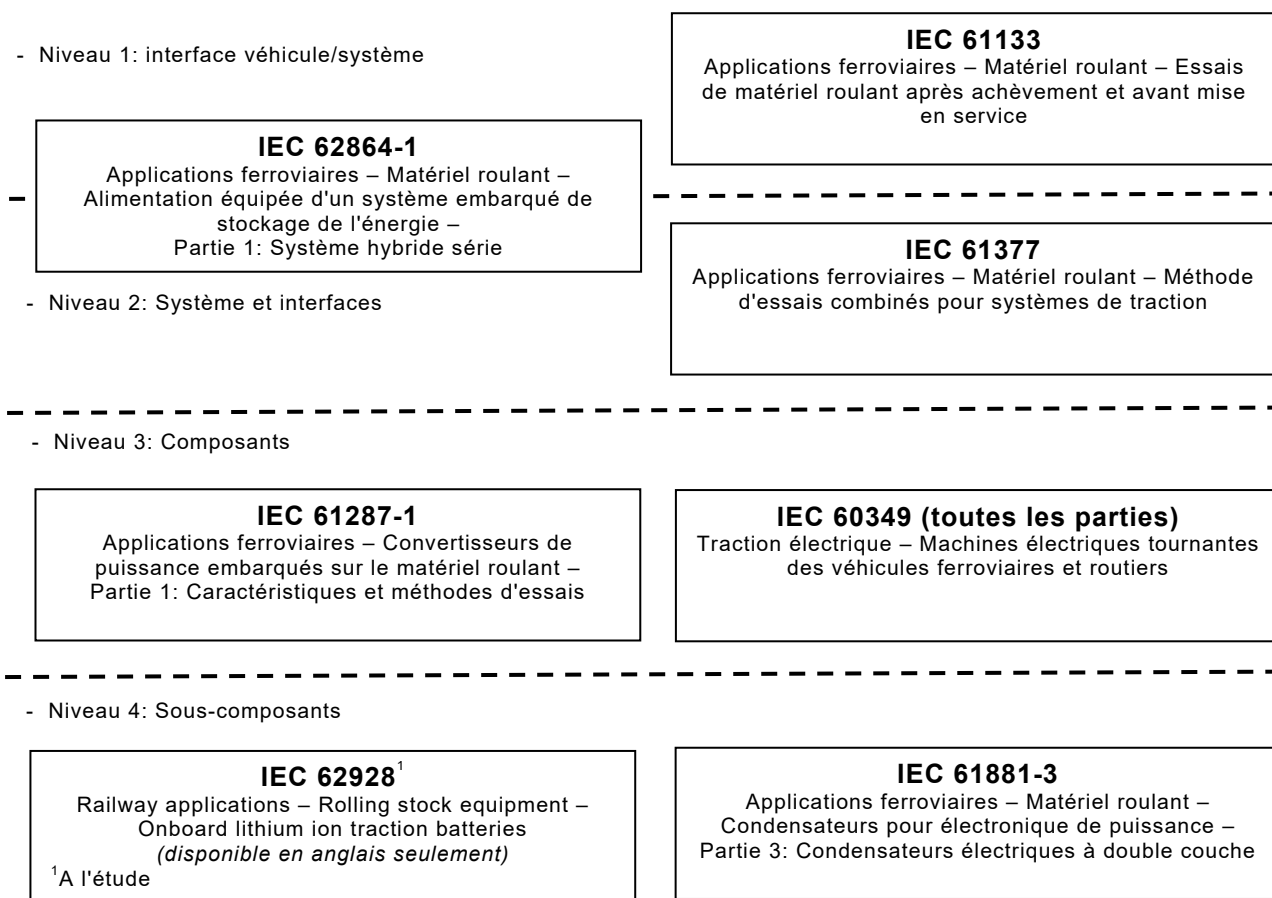 - Niveau 1: interface véhicule/système
IEC 61133
Applications ferroviaires – Matériel roulant – Essais
de matériel roulant après achèvement et avant mise
en service
IEC 62864-1
Applications ferroviaires – Matériel roulant –
Alimentation équipée d'un système embarqué de
stockage de l'énergie –
Partie 1: Système hybride série
IEC 61377
Applications ferroviaires – Matériel roulant – Méthode
d'essais combinés pour systèmes de traction
- Niveau 2: Système et interfaces
- Niveau 3: Composants
IEC 61287-1
Applications ferroviaires – Convertisseurs de
puissance embarqués sur le matériel roulant –
Partie 1: Caractéristiques et méthodes d'essais
IEC 60349 (toutes les parties)
Traction électrique – Machines électriques tournantes
des véhicules ferroviaires et routiers
- Niveau 4: Sous-composants
IEC 62928¹
Railway applications – Rolling stock equipment –
Onboard lithium ion traction batteries
(disponible en anglais seulement)
¹A l'étude
IEC 61881-3
Applications ferroviaires – Matériel roulant –
Condensateurs pour électronique de puissance –
Partie 3: Condensateurs électriques à double couche